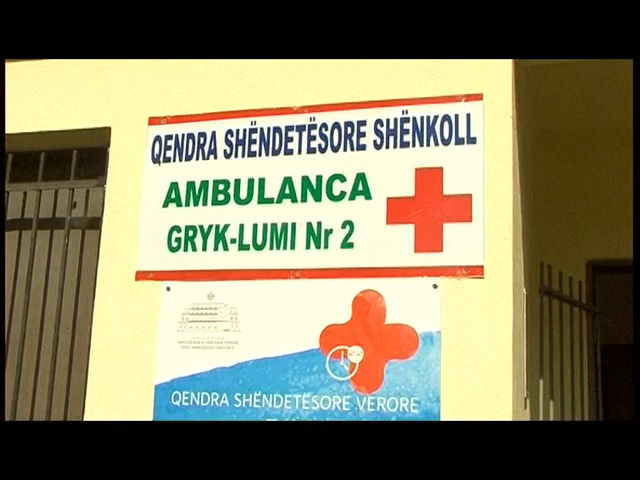 QENDRA SHËNDETËSORE SHËNKOLL
AMBULANCA
GRYK-LUMI Nr 2
QENDRA SHËNDETËSORE VERORE